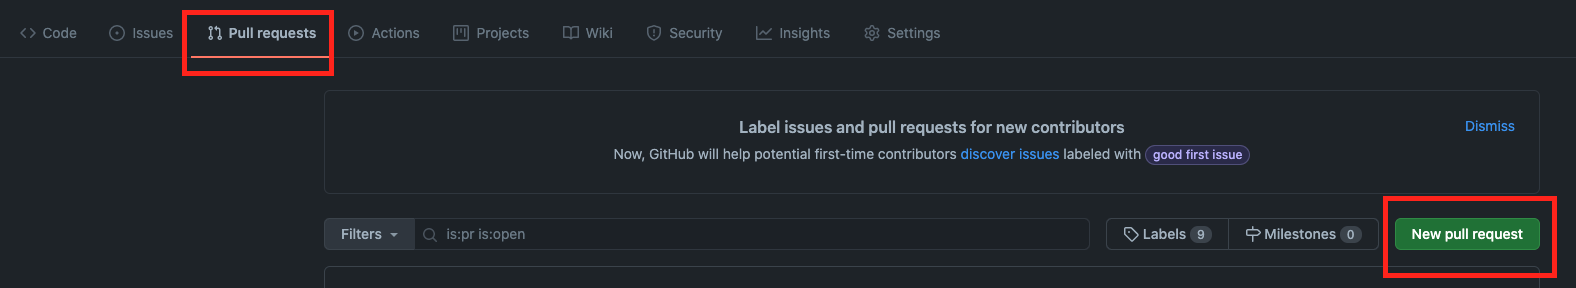 Code Issues Pull requests Actions Projects Wiki Security Insights Settings
Label issues and pull requests for new contributors
Dismiss
Now, GitHub will help potential first-time contributors discover issues labeled with good first issue
Filters is:pr is:open Labels 9 Milestones 0 New pull request